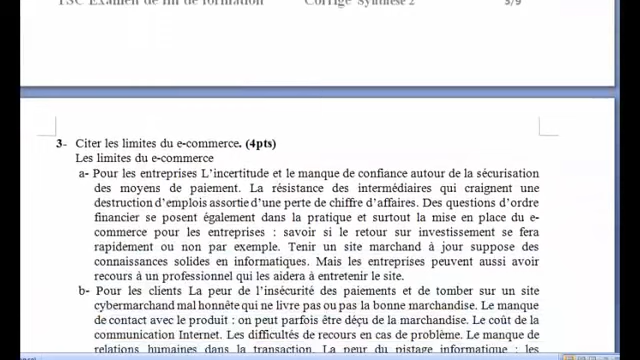 TSC Examen de fin de formation Corrigé Synthèse 2 5/9
3- Citer les limites du e-commerce. (4pts)
Les limites du e-commerce
a- Pour les entreprises L'incertitude et le manque de confiance autour de la sécurisation
des moyens de paiement. La résistance des intermédiaires qui craignent une
destruction d'emplois assortie d'une perte de chiffre d'affaires. Des questions d'ordre
financier se posent également dans la pratique et surtout la mise en place du e-
commerce pour les entreprises : savoir si le retour sur investissement se fera
rapidement ou non par exemple. Tenir un site marchand à jour suppose des
connaissances solides en informatiques. Mais les entreprises peuvent aussi avoir
recours à un professionnel qui les aidera à entretenir le site.
b- Pour les clients La peur de l'insécurité des paiements et de tomber sur un site
cybermarchand mal honnête qui ne livre pas ou pas la bonne marchandise. Le manque
de contact avec le produit : on peut parfois être déçu de la marchandise. Le coût de la
communication Internet. Les difficultés de recours en cas de problème. Le manque de
relations humaines dans la transaction. La peur du pistage informatique : les